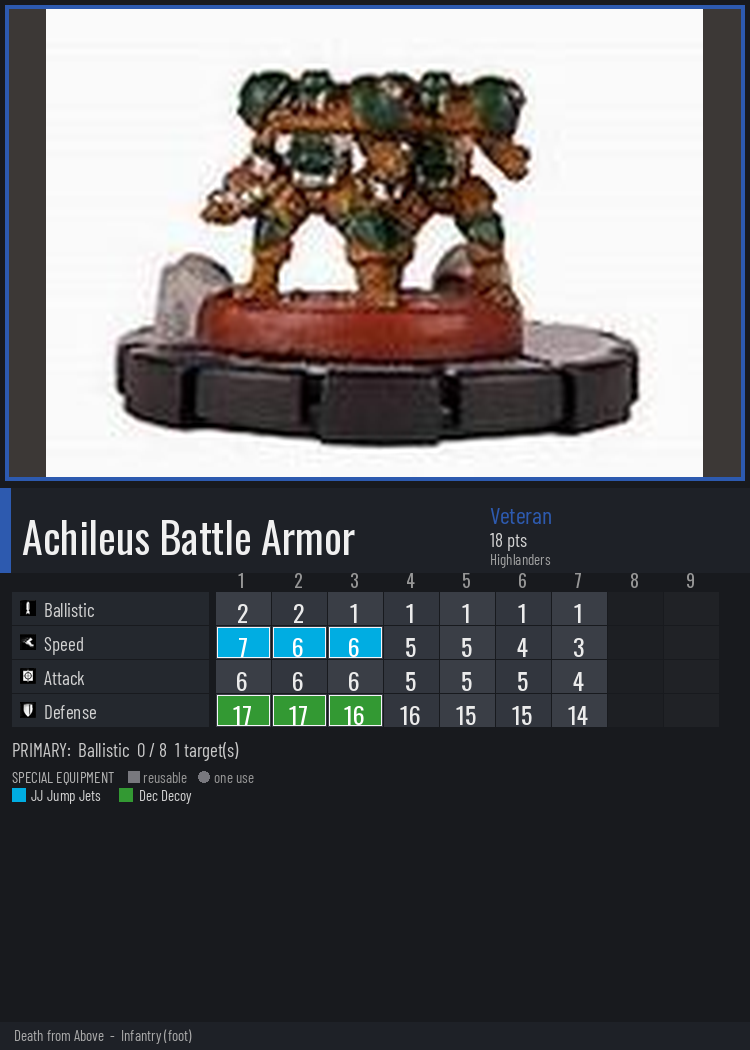 Achileus Battle Armor
Veteran
18 pts
Highlanders
1 2 3 4 5 6 7 8 9
Ballistic 2 2 1 1 1 1 1
Speed 7 6 6 5 5 4 3
Attack 6 6 6 5 5 5 4
Defense 17 17 16 16 15 15 14
PRIMARY: Ballistic 0 / 8 1 target(s)
SPECIAL EQUIPMENT reusable one use
JJ Jump Jets Dec Decoy
Death from Above - Infantry (foot)